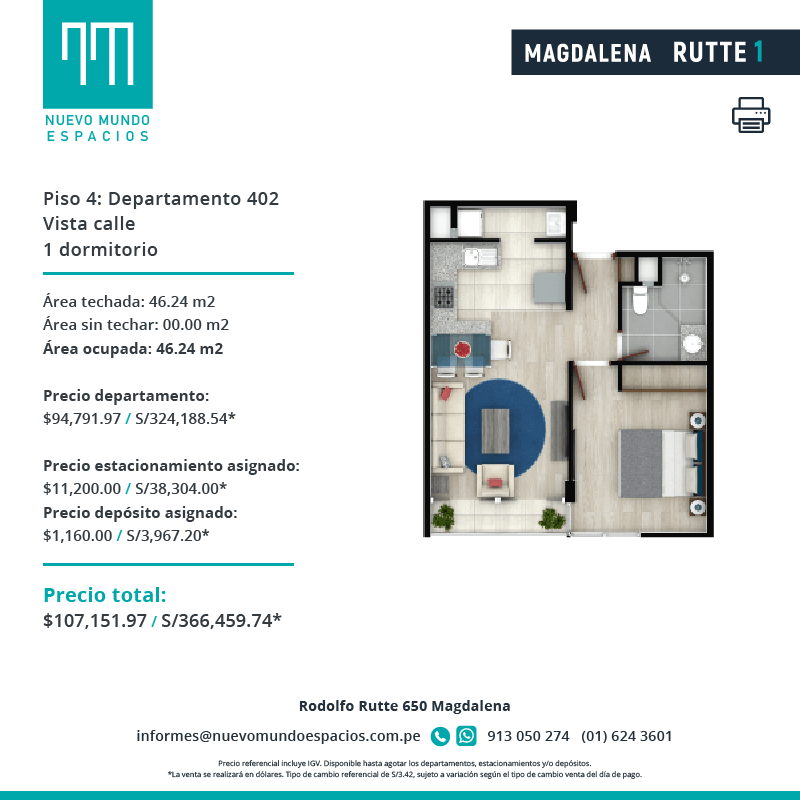 MAGDALENA RUTTE 1
NUEVO MUNDO
ESPACIOS
Piso 4: Departamento 402
Vista calle
1 dormitorio
Área techada: 46.24 m2
Área sin techar: 00.00 m2
Área ocupada: 46.24 m2
Precio departamento:
$94,791.97 / S/324,188.54*
Precio estacionamiento asignado:
$11,200.00 / S/38,304.00*
Precio depósito asignado:
$1,160.00 / S/3,967.20*
Precio total:
$107,151.97 / S/366,459.74*
Rodolfo Rutte 650 Magdalena
informes@nuevomundoespacios.com.pe 913 050 274 (01) 624 3601
Precio referencial incluye IGV. Disponible hasta agotar los departamentos, estacionamientos y/o depósitos.
*La venta se realizará en dólares. Tipo de cambio referencial de S/3.42, sujeto a variación según el tipo de cambio venta del día de pago.